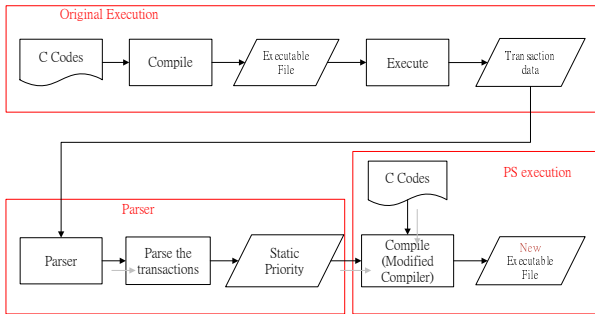 Original Execution
C Codes
Compile
Executable
File
Execute
Transaction
data
C Codes
PS execution
Parser
Parser
Parse the
transactions
Static
Priority
Compile
(Modified
Compiler)
New
Executable
File